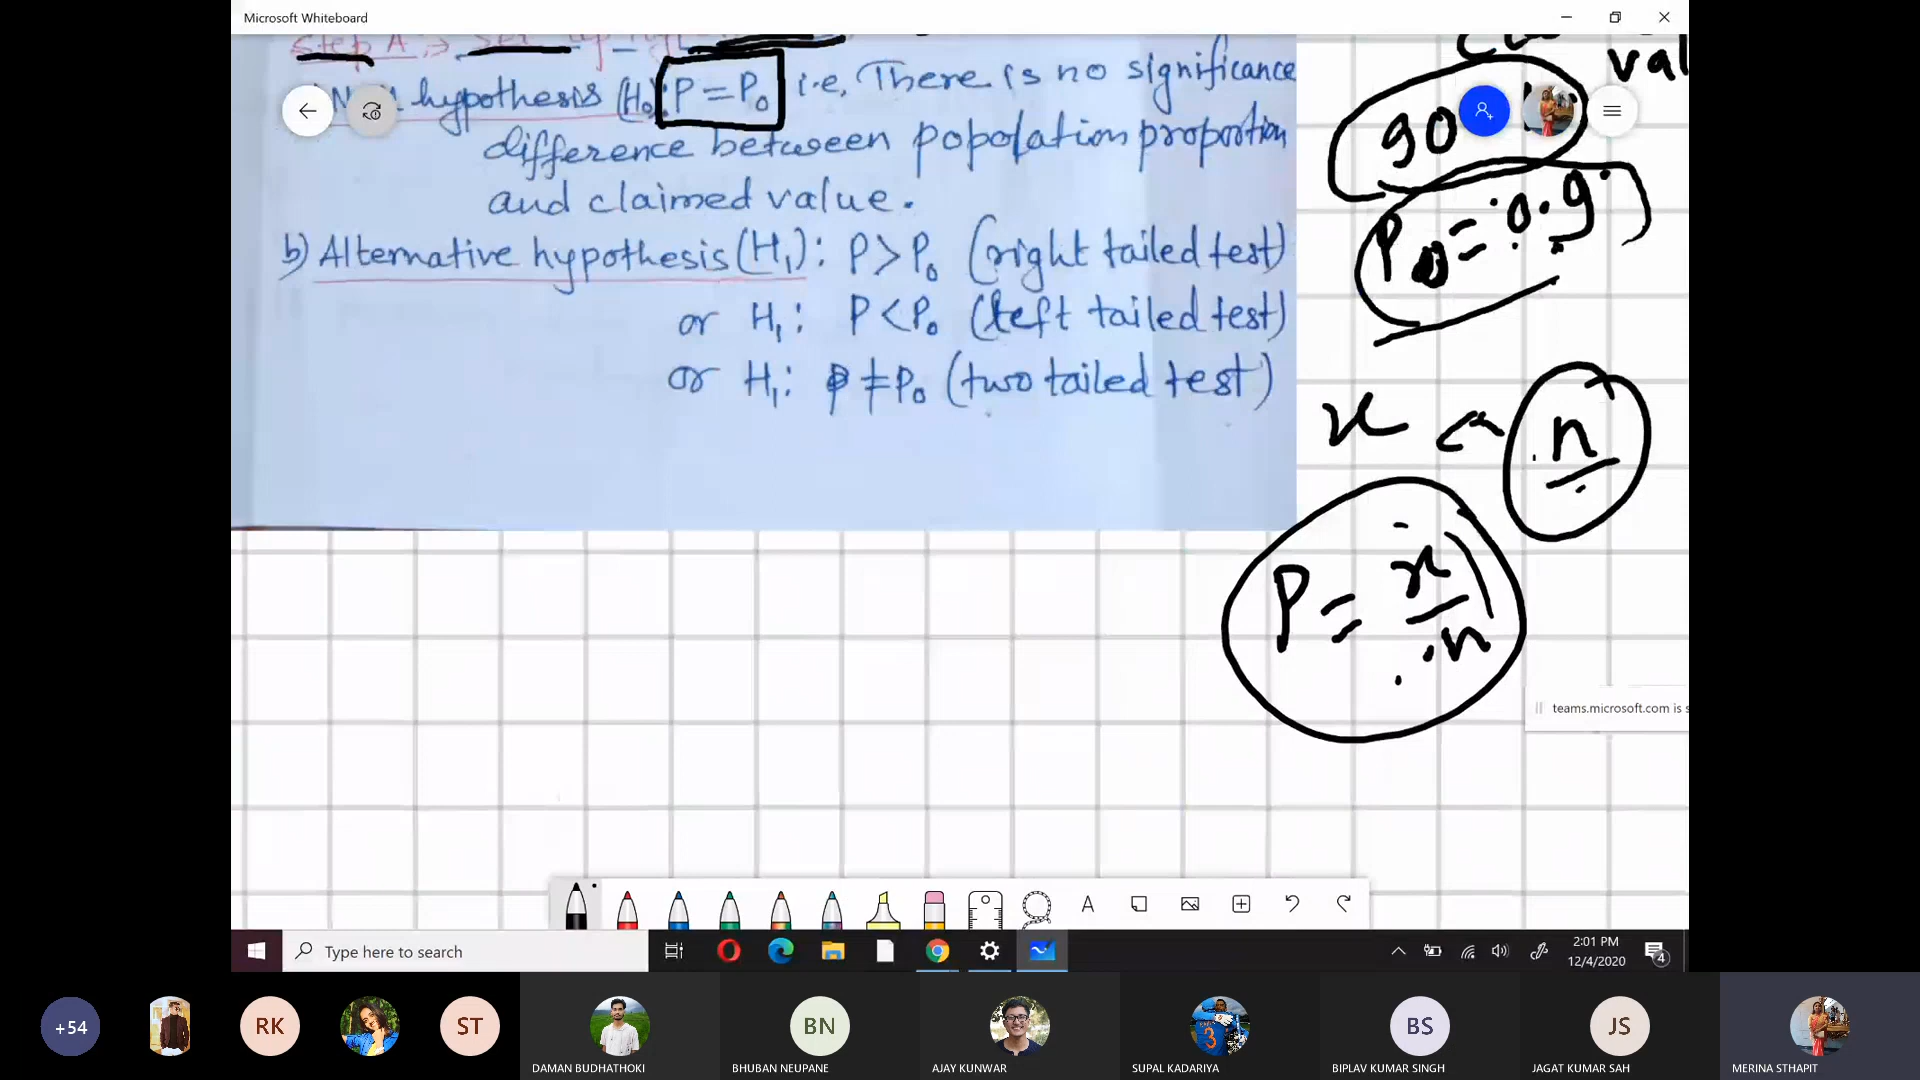 Microsoft Whiteboard
Step A
hypothesis (H₀): P = P₀ i.e. There is no significance
difference between popolation proportion
and claimed value.
b) Alternative hypothesis (H₁): P > P₀ (right tailed test)
or H₁: P < P₀ (left tailed test)
or H₁: P ≠ P₀ (two tailed test)
val
90
P₀ = 0.9
x n
P = x/n
teams.microsoft.com is s
Type here to search
2:01 PM
12/4/2020
4
+54
RK
ST
BN
BS
JS
DAMAN BUDHATHOKI
BHUBAN NEUPANE
AJAY KUNWAR
SUPAL KADARIYA
BIPLAV KUMAR SINGH
JAGAT KUMAR SAH
MERINA STHAPIT